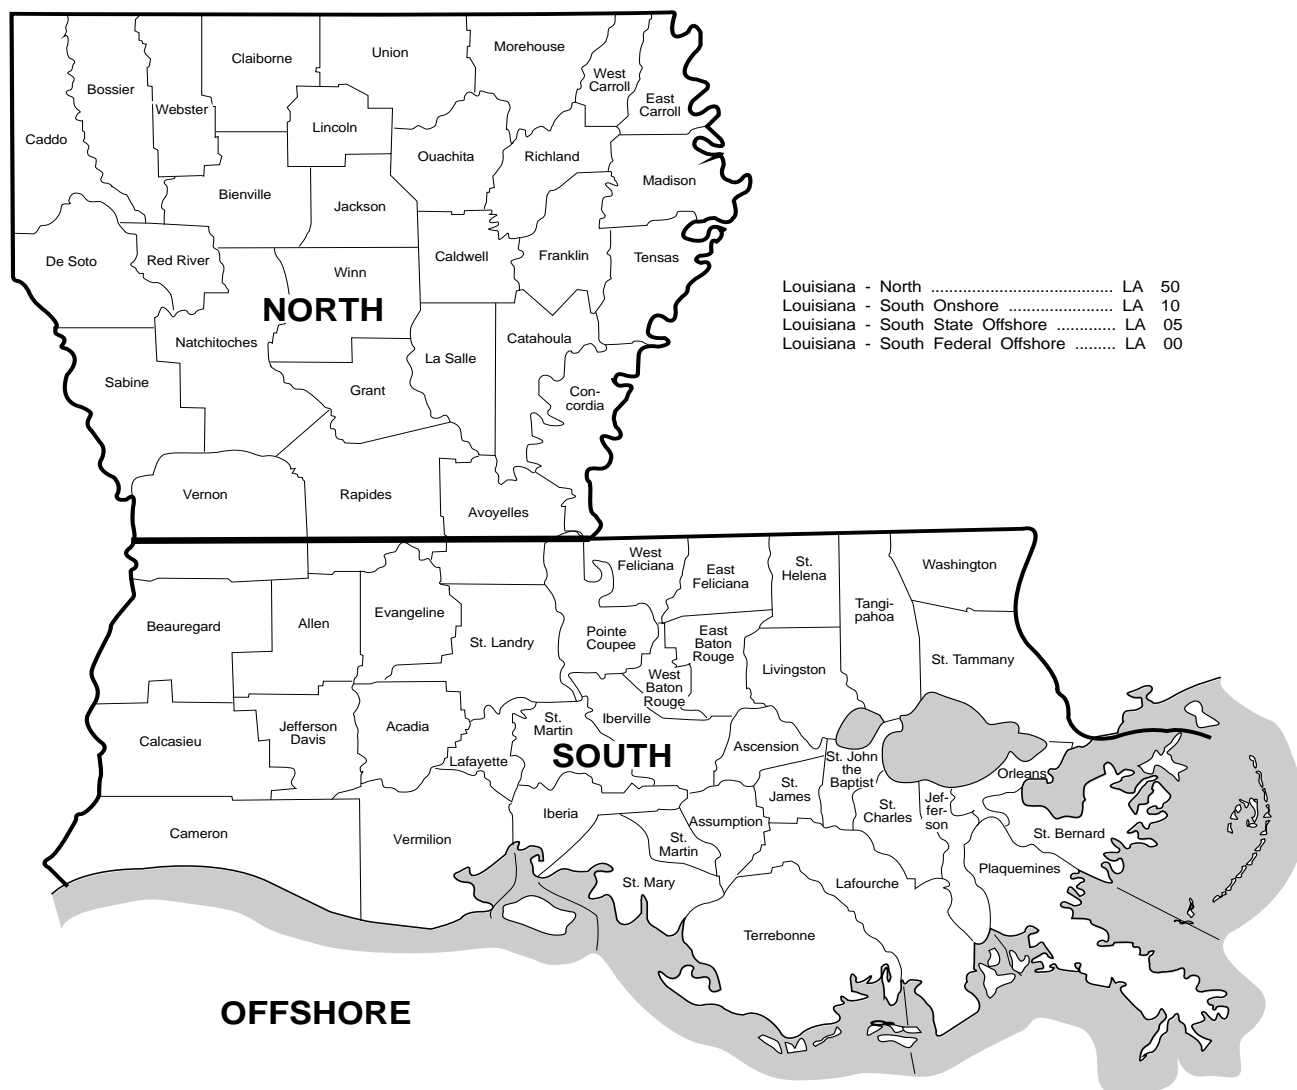 Claiborne
Union
Morehouse
West
Carroll
East
Carroll
Bossier
Webster
Lincoln
Caddo
Ouachita
Richland
Madison
Bienville
Jackson
De Soto
Red River
Winn
Caldwell
Franklin
Tensas
NORTH
Natchitoches
La Salle
Catahoula
Sabine
Grant
Con-
cordia
Vernon
Rapides
Avoyelles
Louisiana - North ........................................ LA 50
Louisiana - South Onshore ....................... LA 10
Louisiana - South State Offshore ............. LA 05
Louisiana - South Federal Offshore ......... LA 00
West
Feliciana
East
Feliciana
St.
Helena
Washington
Tangi-
pahoa
Beauregard
Allen
Evangeline
St. Landry
Pointe
Coupee
East
Baton
Rouge
West
Baton
Rouge
Livingston
St. Tammany
Calcasieu
Jefferson
Davis
Acadia
Lafayette
St.
Martin
Iberville
SOUTH
Ascension
St. John
the
Baptist
St.
James
St.
Charles
Jef-
fer-
son
Orleans
Cameron
Vermilion
Iberia
Assumption
St.
Martin
St. Bernard
Plaquemines
St. Mary
Lafourche
Terrebonne
OFFSHORE